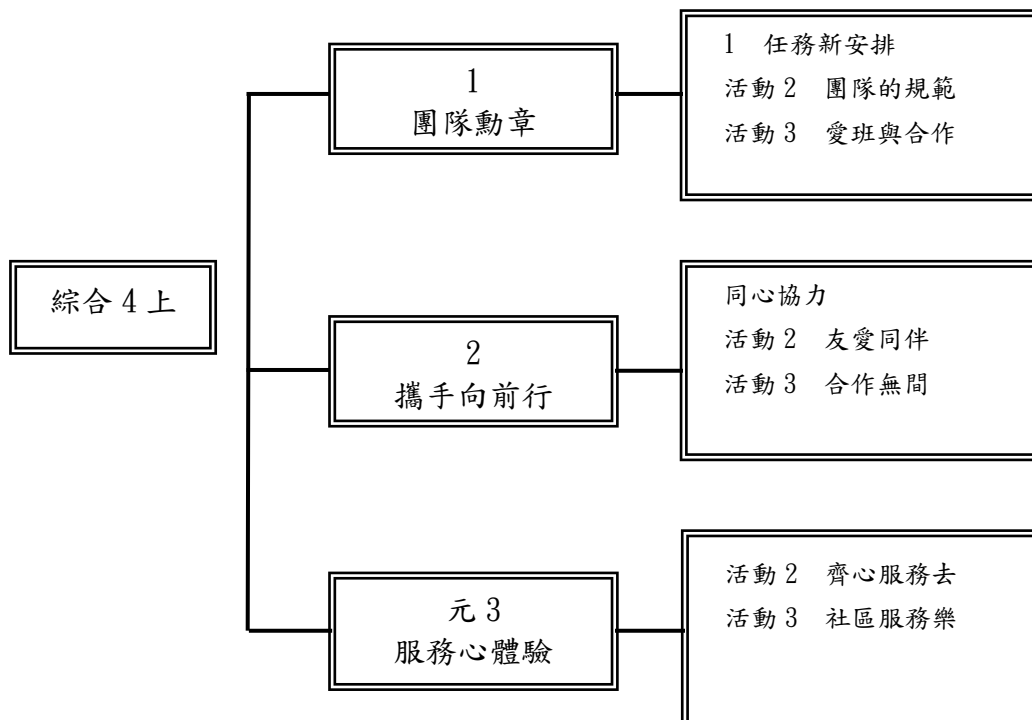 綜合 4 上
1
團隊勳章
1 任務新安排
活動 2 團隊的規範
活動 3 愛班與合作
2
攜手向前行
同心協力
活動 2 友愛同伴
活動 3 合作無間
元 3
服務心體驗
活動 2 齊心服務去
活動 3 社區服務樂